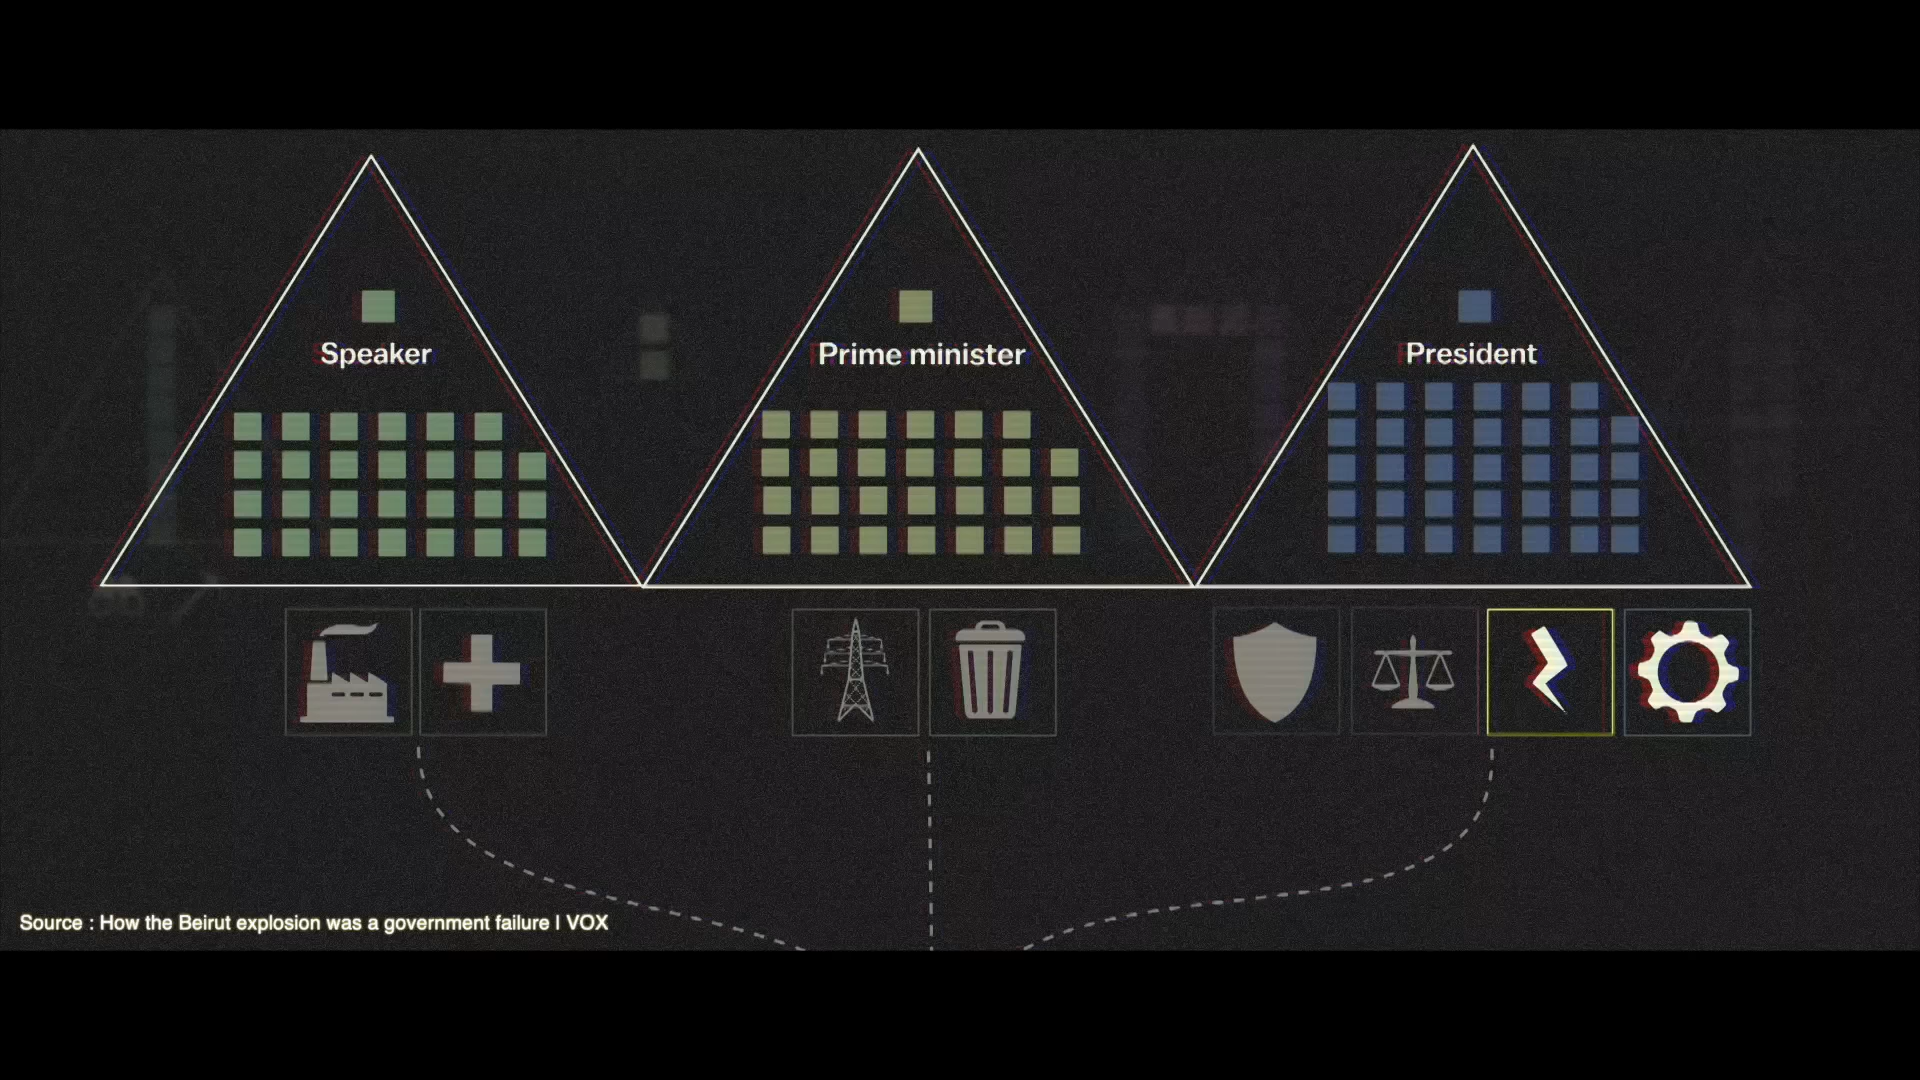 Speaker
Prime minister
President
Source : How the Beirut explosion was a government failure I VOX